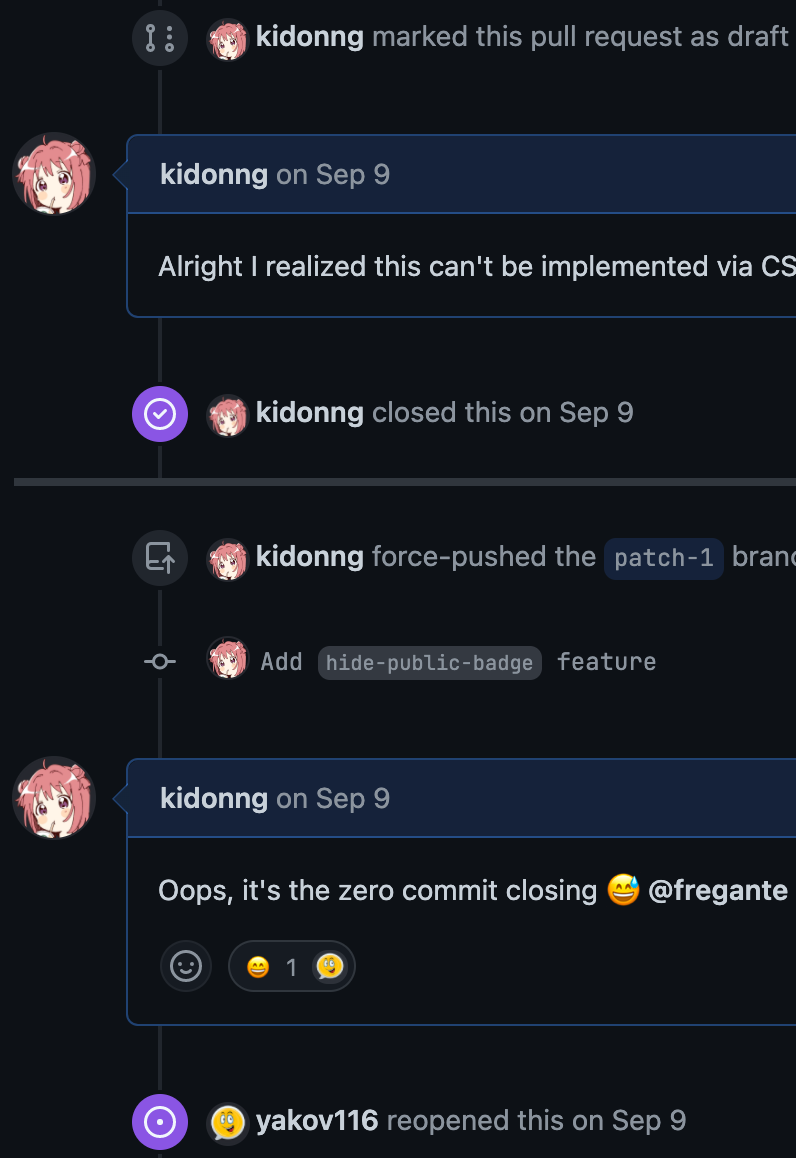 kidonng marked this pull request as draft
kidonng on Sep 9
Alright I realized this can't be implemented via CS
kidonng closed this on Sep 9
kidonng force-pushed the patch-1 branc
Add hide-public-badge feature
kidonng on Sep 9
Oops, it's the zero commit closing 😅 @fregante
😄 1
yakov116 reopened this on Sep 9